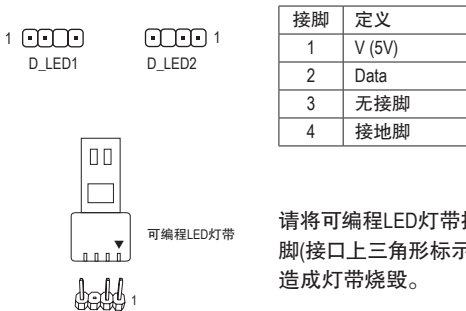 1
1
D_LED1
D_LED2
接脚 定义
1 V (5V)
2 Data
3 无接脚
4 接地脚
可编程LED灯带
1
请将可编程LED灯带
脚(接口上三角形标示
造成灯带烧毁。